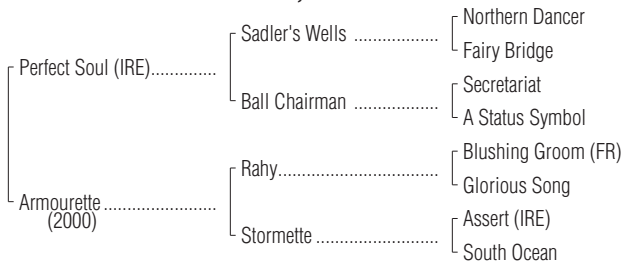 Northern Dancer
Sadler's Wells ..................
Fairy Bridge
Perfect Soul (IRE).............
Secretariat
Ball Chairman ..................
A Status Symbol
Blushing Groom (FR)
Rahy..................................
Glorious Song
Armourette ........................
(2000)
Assert (IRE)
Stormette ..........................
South Ocean